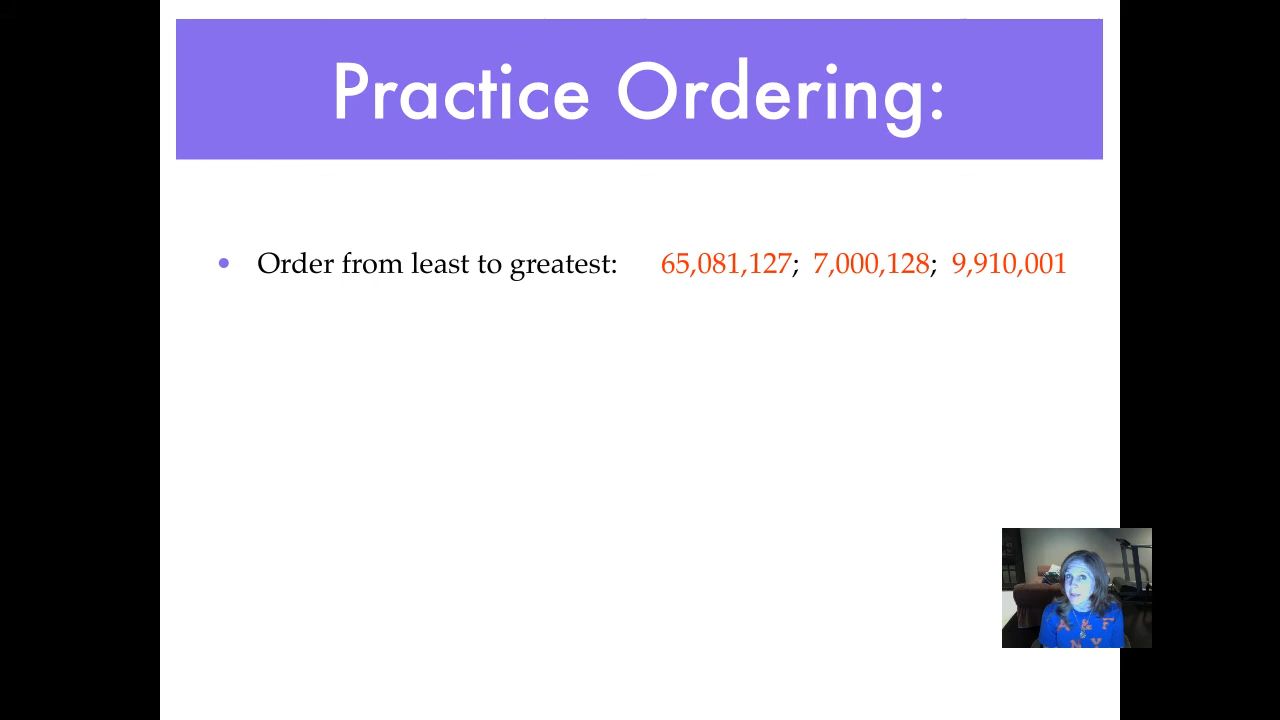 Practice Ordering:
• Order from least to greatest: 65,081,127; 7,000,128; 9,910,001
A & F
N Y